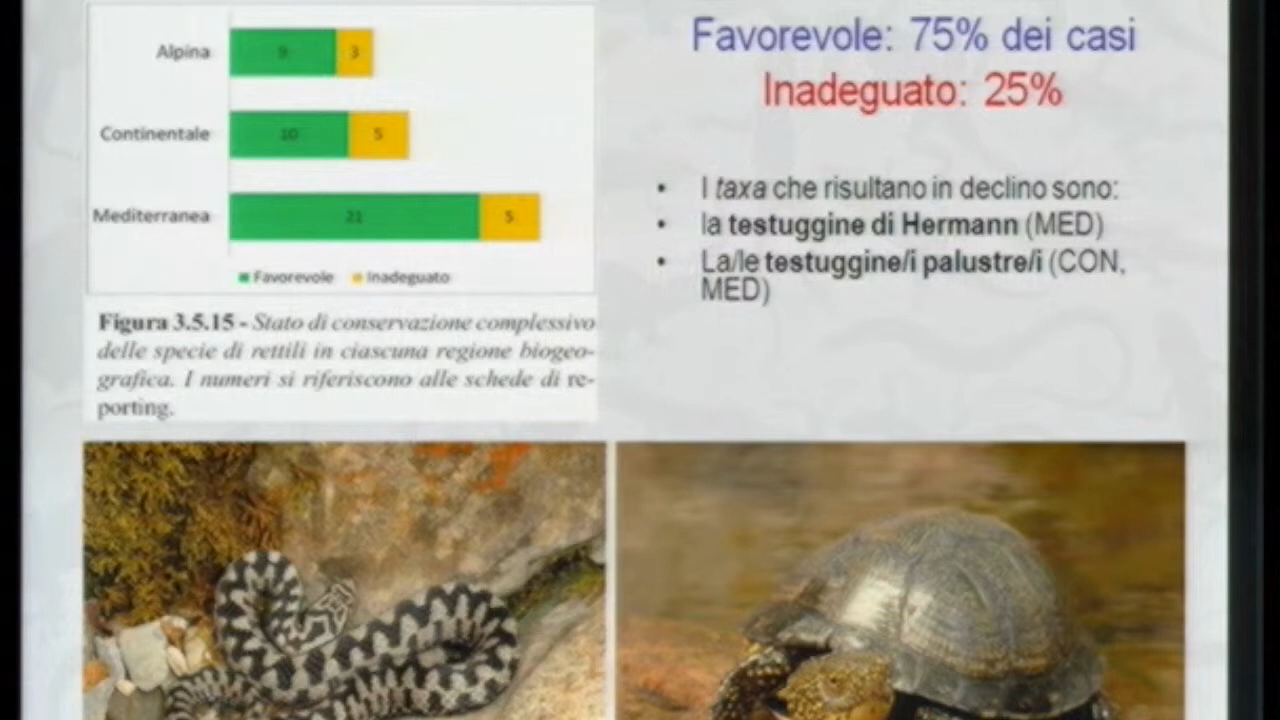 Alpina 9 3
Continentale 10 5
Mediterranea 21 5
Favorevole Inadeguato
Figura 3.5.15 - Stato di conservazione complessivo
delle specie di rettili in ciascuna regione biogeo-
grafica. I numeri si riferiscono alle schede di re-
porting.
Favorevole: 75% dei casi
Inadeguato: 25%
• I taxa che risultano in declino sono:
• la testuggine di Hermann (MED)
• La/le testuggine/i palustre/i (CON,
MED)